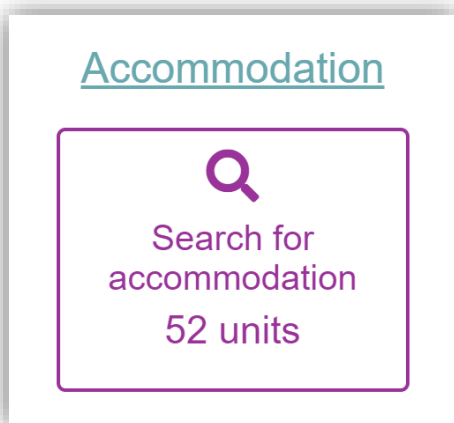 Accommodation
Search for
accommodation
52 units